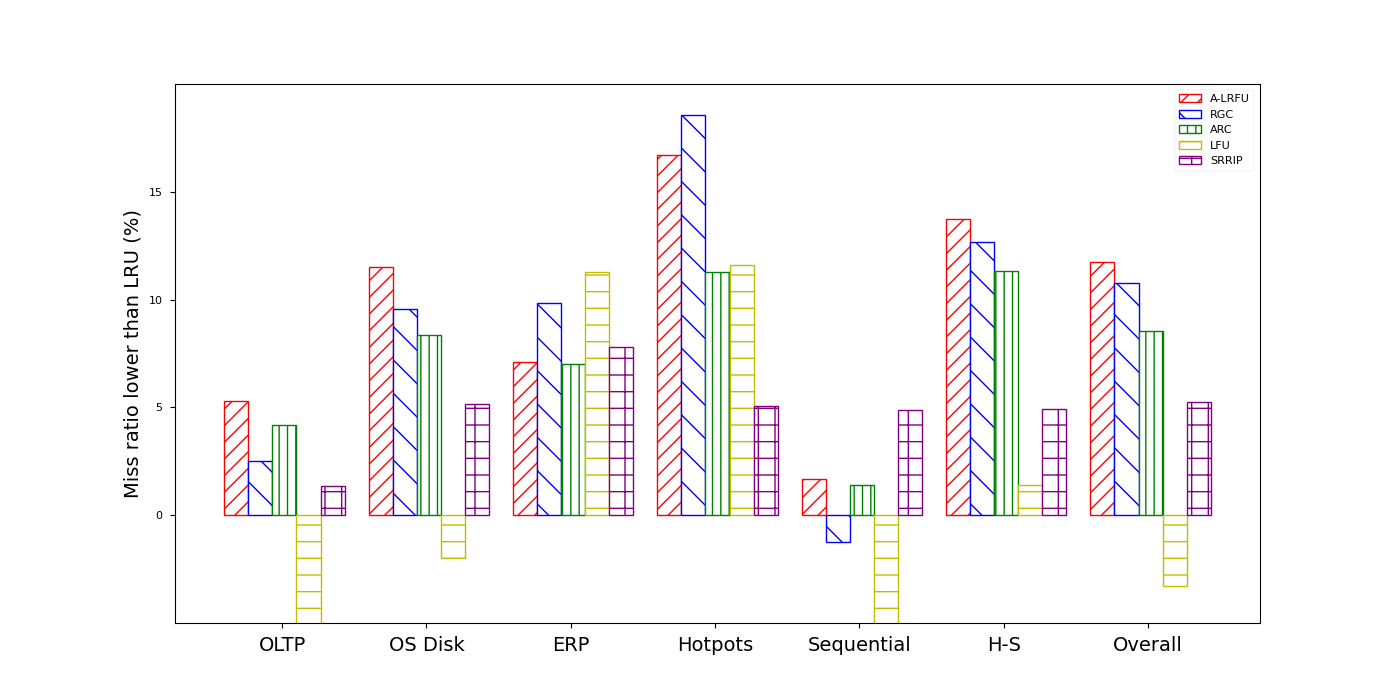 A-LRFU
RGC
ARC
LFU
SRRIP
Miss ratio lower than LRU (%)
15
10
5
0
OLTP
OS Disk
ERP
Hotpots
Sequential
H-S
Overall